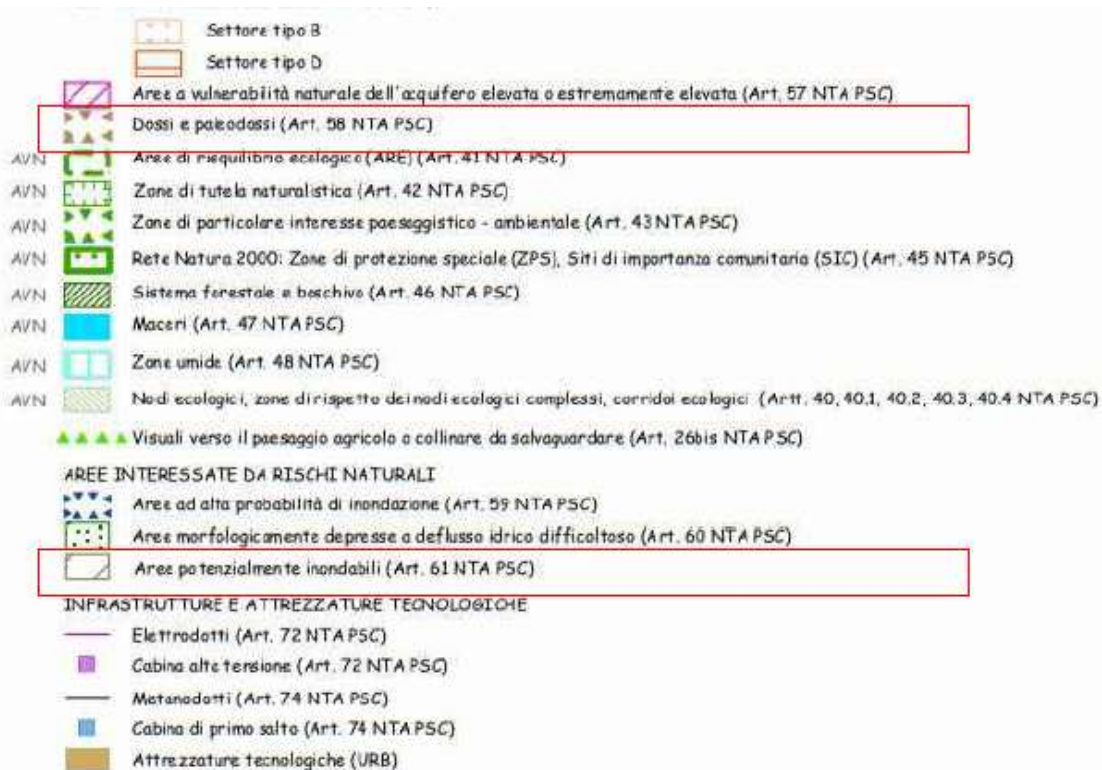 Settore tipo B
Settore tipo D
Aree a vulnerabilità naturale dell'acquifero elevata o estremamente elevata (Art. 57 NTA PSC)
Dossi e paleodossi (Art. 58 NTA PSC)
AVN Aree di riequilibrio ecologico (ARE) (Art. 41 NTA PSC)
AVN Zone di tutela naturalistica (Art. 42 NTA PSC)
AVN Zone di particolare interesse paesaggistico - ambientale (Art. 43 NTA PSC)
AVN Rete Natura 2000: Zone di protezione speciale (ZPS), Siti di importanza comunitaria (SIC) (Art. 45 NTA PSC)
AVN Sistema forestale e boschivo (Art. 46 NTA PSC)
AVN Maceri (Art. 47 NTA PSC)
AVN Zone umide (Art. 48 NTA PSC)
AVN Nodi ecologici, zone di rispetto dei nodi ecologici complessi, corridoi ecologici (Artt. 40, 40.1, 40.2, 40.3, 40.4 NTA PSC)
Visuali verso il paesaggio agricolo o collinare da salvaguardare (Art. 26bis NTA PSC)
AREE INTERESSATE DA RISCHI NATURALI
Aree ad alta probabilità di inondazione (Art. 59 NTA PSC)
Aree morfologicamente depresse a deflusso idrico difficoltoso (Art. 60 NTA PSC)
Aree potenzialmente inondabili (Art. 61 NTA PSC)
INFRASTRUTTURE E ATTREZZATURE TECNOLOGICHE
Elettrodotti (Art. 72 NTA PSC)
Cabina alta tensione (Art. 72 NTA PSC)
Metanodotti (Art. 74 NTA PSC)
Cabina di primo salto (Art. 74 NTA PSC)
Attrezzature tecnologiche (URB)